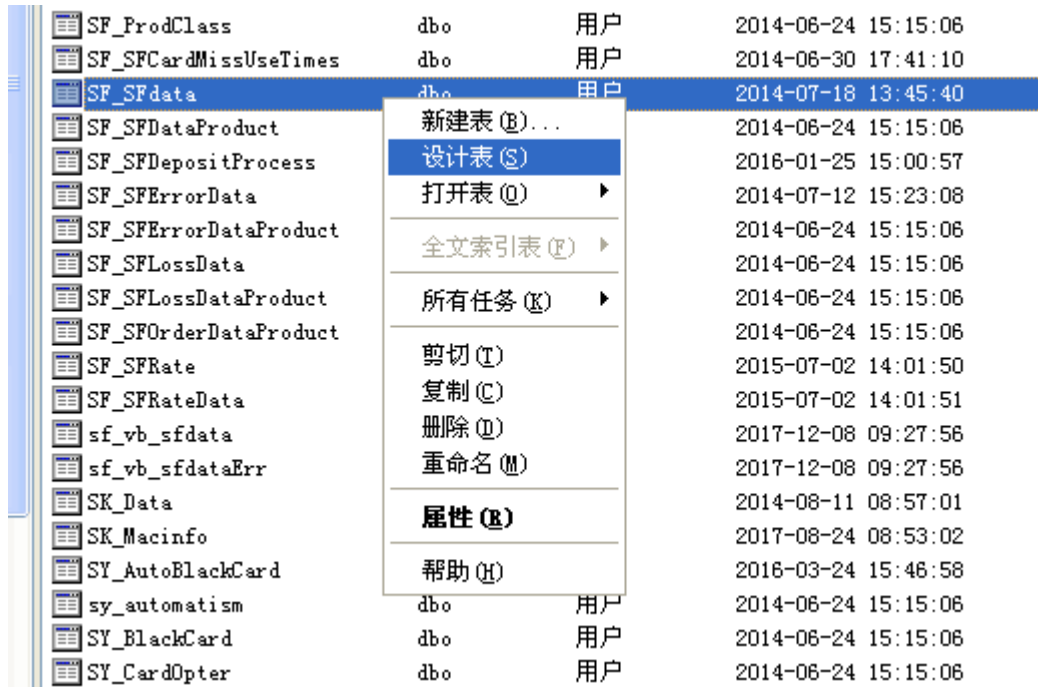 SF_ProdClass dbo 用户 2014-06-24 15:15:06
SF_SFCardMissUseTimes dbo 用户 2014-06-30 17:41:10
SF_SFdata dbo 用户 2014-07-18 13:45:40
SF_SFDataProduct 新建表(B)... 2014-06-24 15:15:06
SF_SFDepositProcess 设计表(S) 2016-01-25 15:00:57
SF_SFErrorData 打开表(O) 2014-07-12 15:23:08
SF_SFErrorDataProduct 全文索引表(F) 2014-06-24 15:15:06
SF_SFLossData 2014-06-24 15:15:06
SF_SFLossDataProduct 所有任务(K) 2014-06-24 15:15:06
SF_SFOrderDataProduct 2014-06-24 15:15:06
SF_SFRate 剪切(T) 2015-07-02 14:01:50
SF_SFRateData 复制(C) 2015-07-02 14:01:51
sf_vb_sfdata 删除(D) 2017-12-08 09:27:56
sf_vb_sfdataErr 重命名(M) 2017-12-08 09:27:56
SK_Data 属性(R) 2014-08-11 08:57:01
SK_Macinfo 2017-08-24 08:53:02
SY_AutoBlackCard 帮助(H) 2016-03-24 15:46:58
sy_automatism dbo 用户 2014-06-24 15:15:06
SY_BlackCard dbo 用户 2014-06-24 15:15:06
SY_CardOpter dbo 用户 2014-06-24 15:15:06